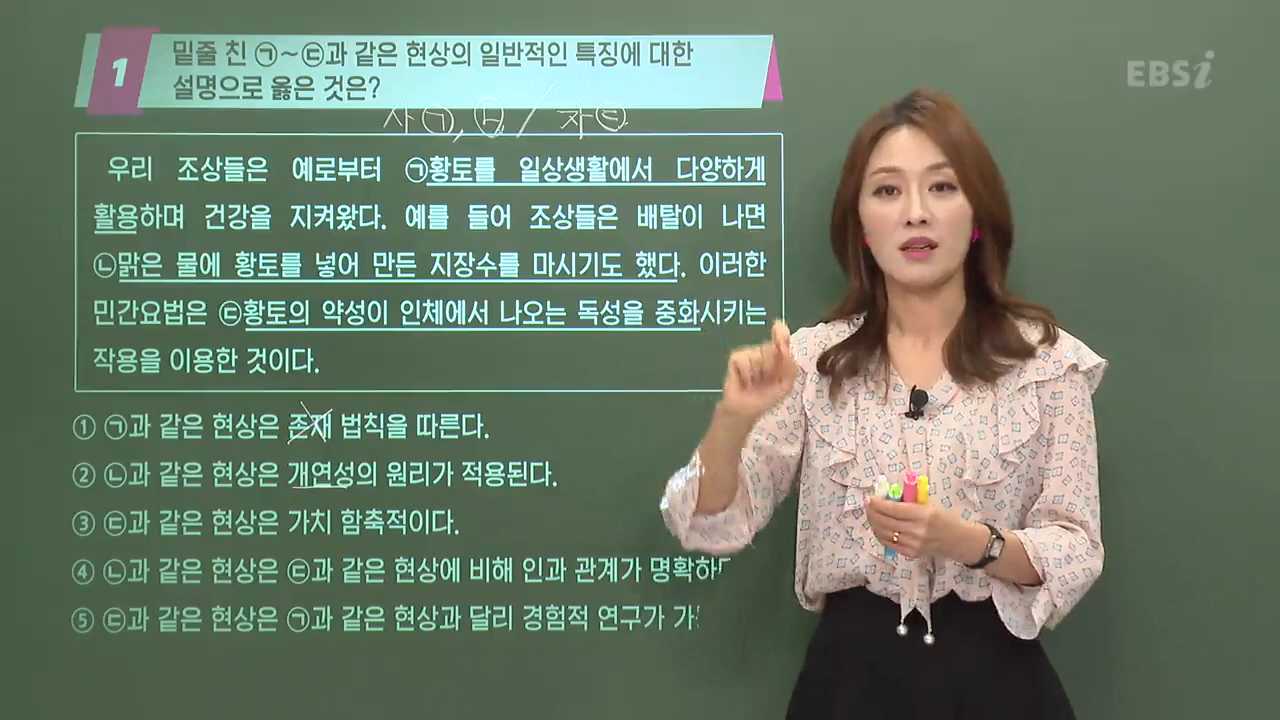 1
밑줄 친 ㉠~㉢과 같은 현상의 일반적인 특징에 대한
설명으로 옳은 것은?
EBSi
사 ㉠, ㉡ / 자 ㉢
우리 조상들은 예로부터 ㉠황토를 일상생활에서 다양하게
활용하며 건강을 지켜왔다. 예를 들어 조상들은 배탈이 나면
㉡맑은 물에 황토를 넣어 만든 지장수를 마시기도 했다. 이러한
민간요법은 ㉢황토의 약성이 인체에서 나오는 독성을 중화시키는
작용을 이용한 것이다.
① ㉠과 같은 현상은 존재 법칙을 따른다.
② ㉡과 같은 현상은 개연성의 원리가 적용된다.
③ ㉢과 같은 현상은 가치 함축적이다.
④ ㉡과 같은 현상은 ㉢과 같은 현상에 비해 인과 관계가
⑤ ㉢과 같은 현상은 ㉠과 같은 현상과 달리 경험적 연구가